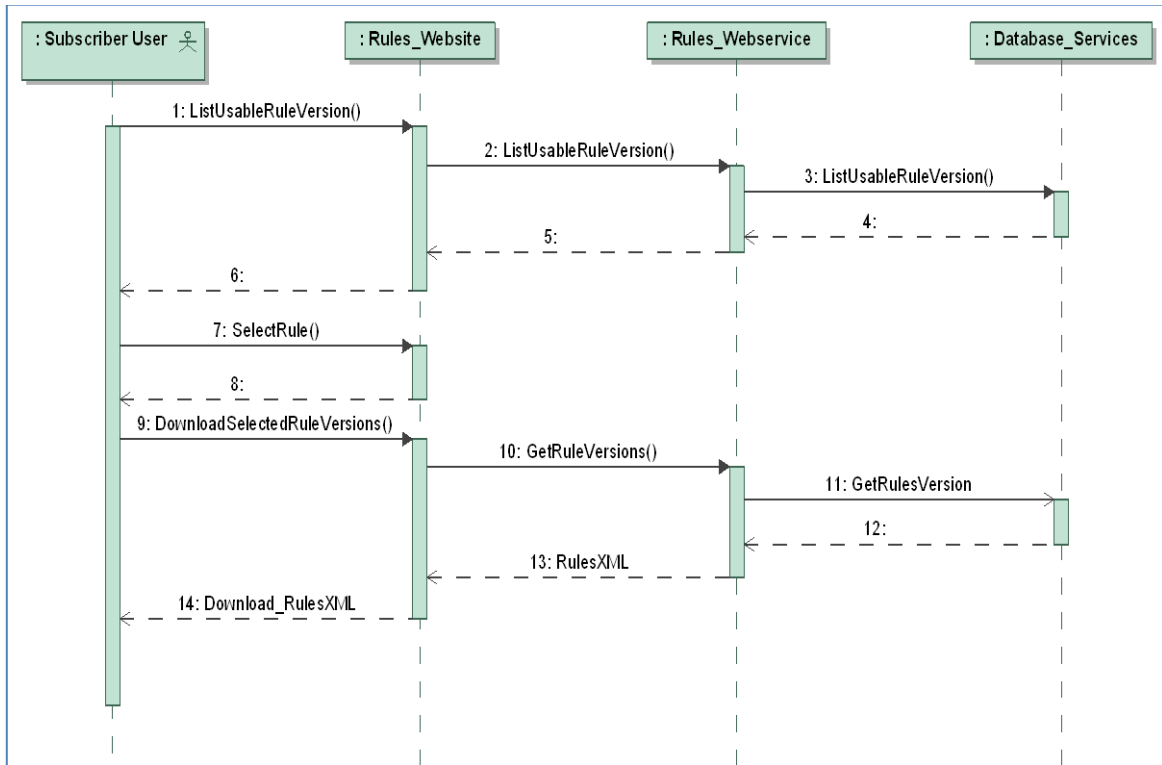 : Subscriber User
: Rules_Website
: Rules_Webservice
: Database_Services
1: ListUsableRuleVersion()
2: ListUsableRuleVersion()
3: ListUsableRuleVersion()
4:
5:
6:
7: SelectRule()
8:
9: DownloadSelectedRuleVersions()
10: GetRuleVersions()
11: GetRulesVersion
12:
13: RulesXML
14: Download_RulesXML